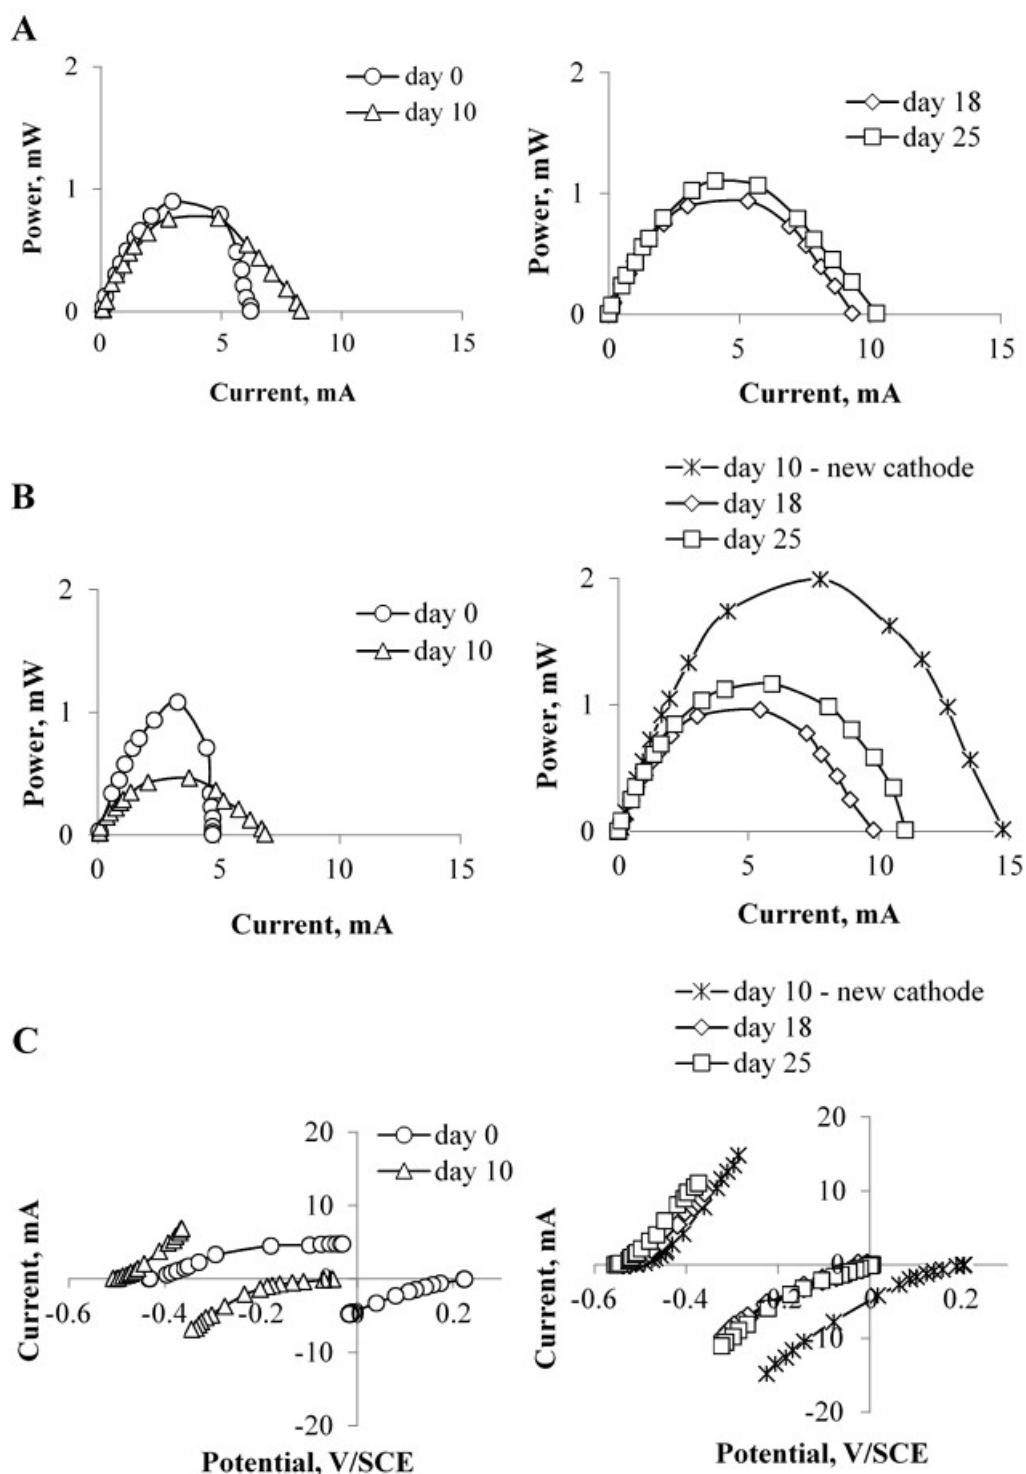 A
2
1
0
Power, mW
day 0
day 10
0 5 10 15
Current, mA
2
1
0
Power, mW
day 18
day 25
0 5 10 15
Current, mA
B
2
1
0
Power, mW
day 0
day 10
0 5 10 15
Current, mA
day 10 - new cathode
day 18
day 25
2
1
0
Power, mW
0 5 10 15
Current, mA
C
day 0
day 10
20
10
0
-10
-20
Current, mA
-0.6 -0.4 -0.2 0.2
Potential, V/SCE
day 10 - new cathode
day 18
day 25
20
10
0
-10
-20
Current, mA
-0.6 -0.4 -0.2 0 0.2
Potential, V/SCE